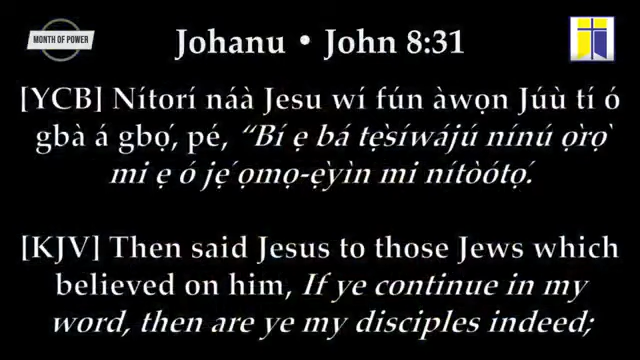 MONTH OF POWER
Johanu • John 8:31
[YCB] Nítorí náà Jesu wí fún àwọn Júù tí ó
gbà á gbọ́, pé, “Bí ẹ bá tẹ̀síwájú nínú ọ̀rọ̀
mi ẹ ó jẹ́ ọmọ-ẹ̀yìn mi nítòótọ́.
[KJV] Then said Jesus to those Jews which
believed on him, If ye continue in my
word, then are ye my disciples indeed;